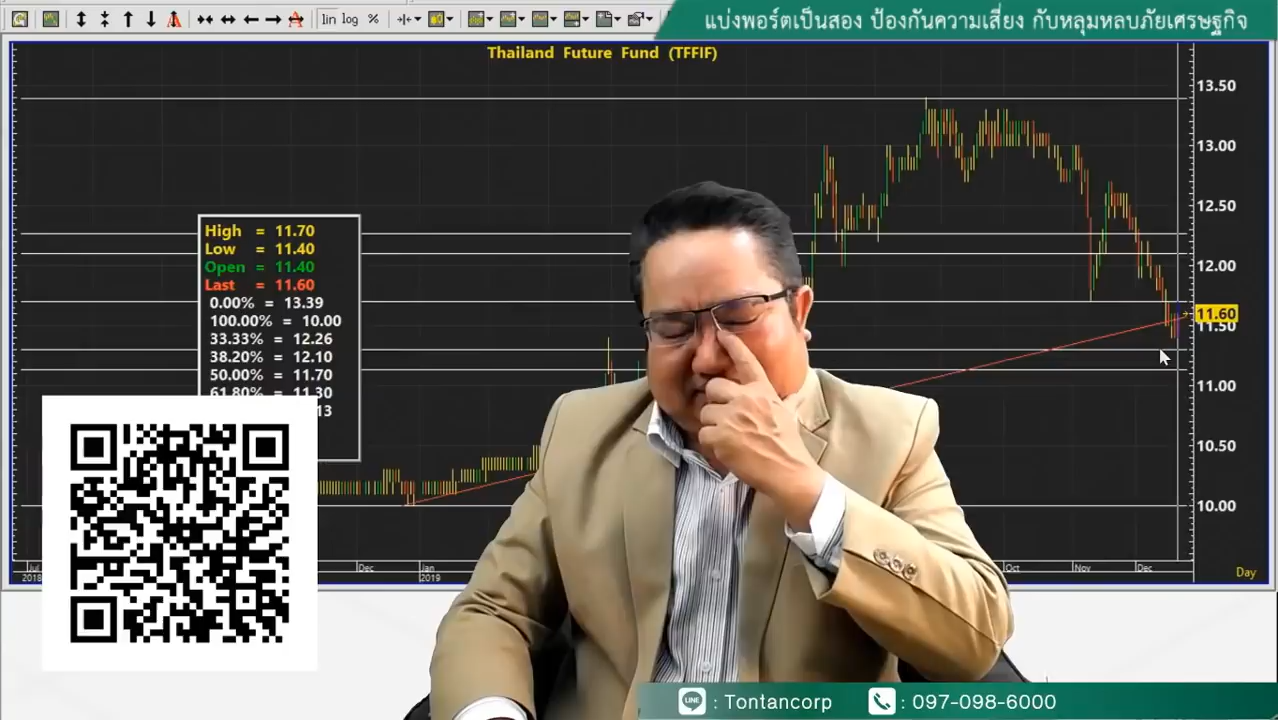 lin log %
แบ่งพอร์ตเป็นสอง ป้องกันความเสี่ยง กับหลุมหลบภัยเศรษฐกิจ
Thailand Future Fund (TFFIF)
13.50
13.00
12.50
12.00
11.60
11.50
11.00
10.50
10.00
High = 11.70
Low = 11.40
Open = 11.40
Last = 11.60
0.00% = 13.39
100.00% = 10.00
33.33% = 12.26
38.20% = 12.10
50.00% = 11.70
61.80% = 11.30
13
Jul Dec Jan Oct Nov Dec
2018 2019 Day
LINE : Tontancorp : 097-098-6000